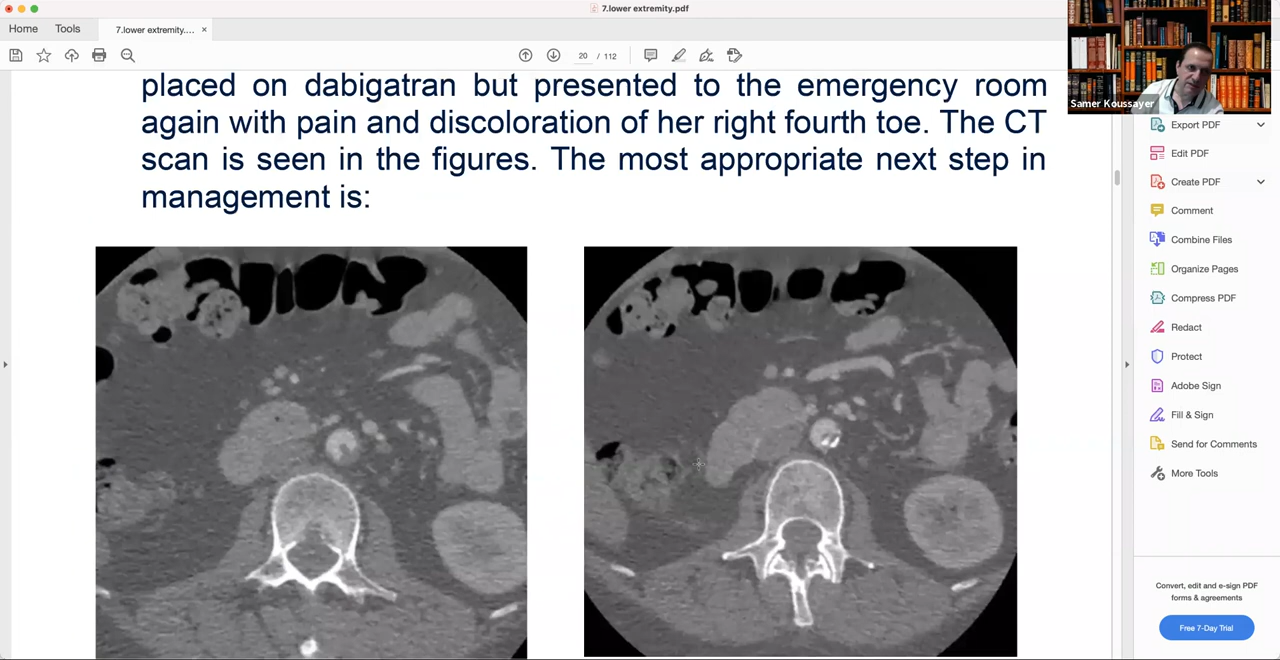 7.lower extremity.pdf
Home
Tools
7.lower extremity....
20 / 112
placed on dabigatran but presented to the emergency room
again with pain and discoloration of her right fourth toe. The CT
scan is seen in the figures. The most appropriate next step in
management is:
Samer Koussayer
Export PDF
Edit PDF
Create PDF
Comment
Combine Files
Organize Pages
Compress PDF
Redact
Protect
Adobe Sign
Fill & Sign
Send for Comments
More Tools
Convert, edit and e-sign PDF
forms & agreements
Free 7-Day Trial